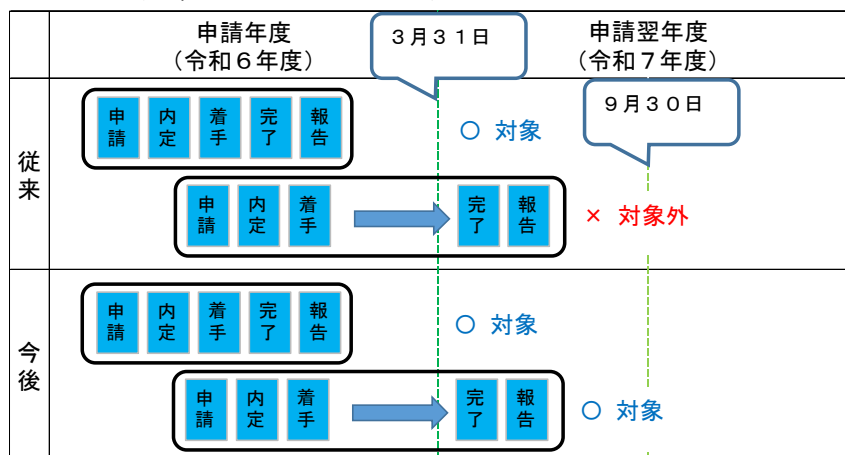 申請年度
（令和６年度）
３月３１日
申請翌年度
（令和７年度）
９月３０日
従来
申請
内定
着手
完了
報告
○ 対象
申請
内定
着手
完了
報告
× 対象外
今後
申請
内定
着手
完了
報告
○ 対象
申請
内定
着手
完了
報告
○ 対象